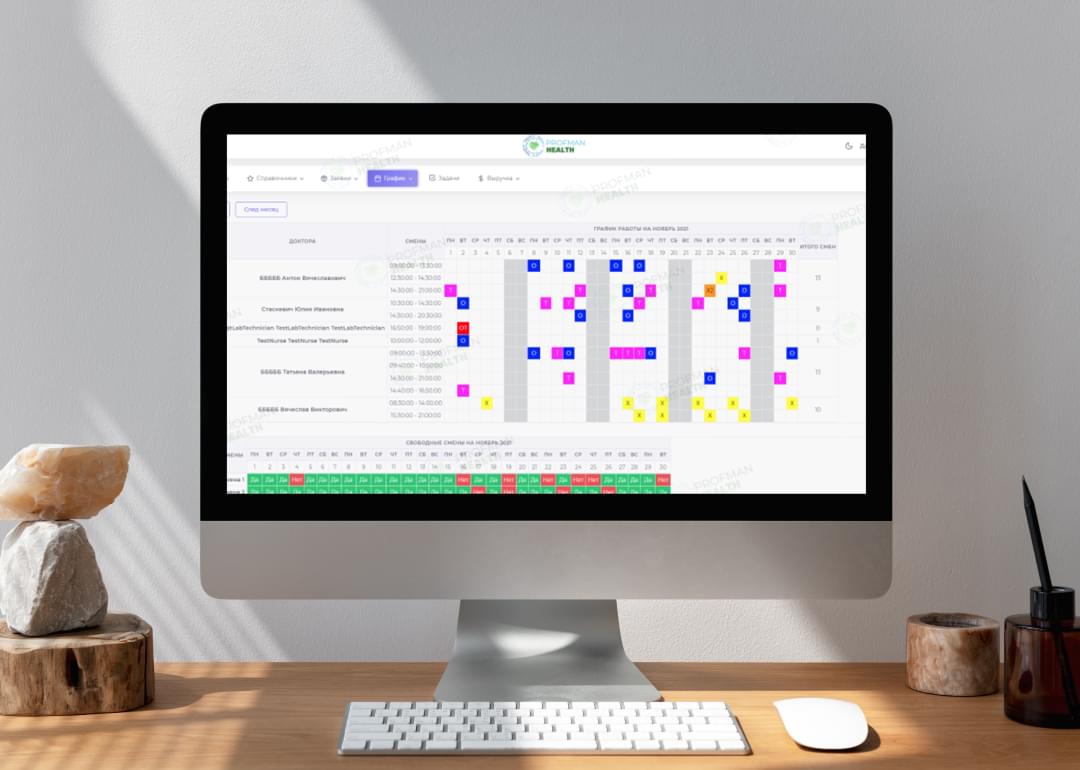 PROFMAN
HEALTH
Справочники Заявки График Задачи Выручка
След месяц
ГРАФИК РАБОТЫ НА НОЯБРЬ 2021
ДОКТОРА СМЕНЫ ПН ВТ СР ЧТ ПТ СБ ВС ПН ВТ СР ЧТ ПТ СБ ВС ПН ВТ СР ЧТ ПТ СБ ВС ПН ВТ СР ЧТ ПТ СБ ВС ПН ВТ ИТОГО СМЕН
1 2 3 4 5 6 7 8 9 10 11 12 13 14 15 16 17 18 19 20 21 22 23 24 25 26 27 28 29 30
09:00:00 - 13:30:00 О О О О Т
БББББ Антон Вячеславович 12:30:00 - 14:30:00 X 13
14:30:00 - 21:00:00 Т Т О Т X2 О Т
Стаскевич Юлия Ивановна 10:30:00 - 14:30:00 О Т Т Т Т О 9
14:30:00 - 20:30:00 О О О
TestLabTechnician TestLabTechnician 16:50:00 - 19:00:00 ОТ 0
TestNurse TestNurse TestNurse 10:00:00 - 12:00:00 О 1
09:00:00 - 13:30:00 О Т О Т Т Т О Т О
09:40:00 - 10:50:00
БББББ Татьяна Валерьевна 13
14:30:00 - 21:00:00 Т О Т
14:40:00 - 16:50:00 Т
БББББ Вячеслав Викторович 08:30:00 - 14:00:00 X X X X X X 10
15:30:00 - 21:00:00 X X X X
СВОБОДНЫЕ СМЕНЫ НА НОЯБРЬ 2021
ПН ВТ СР ЧТ ПТ СБ ВС ПН ВТ СР ЧТ ПТ СБ ВС ПН ВТ СР ЧТ ПТ СБ ВС ПН ВТ СР ЧТ ПТ СБ ВС ПН ВТ
1 2 3 4 5 6 7 8 9 10 11 12 13 14 15 16 17 18 19 20 21 22 23 24 25 26 27 28 29 30
1 Да Да Да Нет Да Да Да Да Да Да Да Да Да Да Да Нет Да Да Нет Да Да Нет Да Нет Нет Да Да Да Да Нет